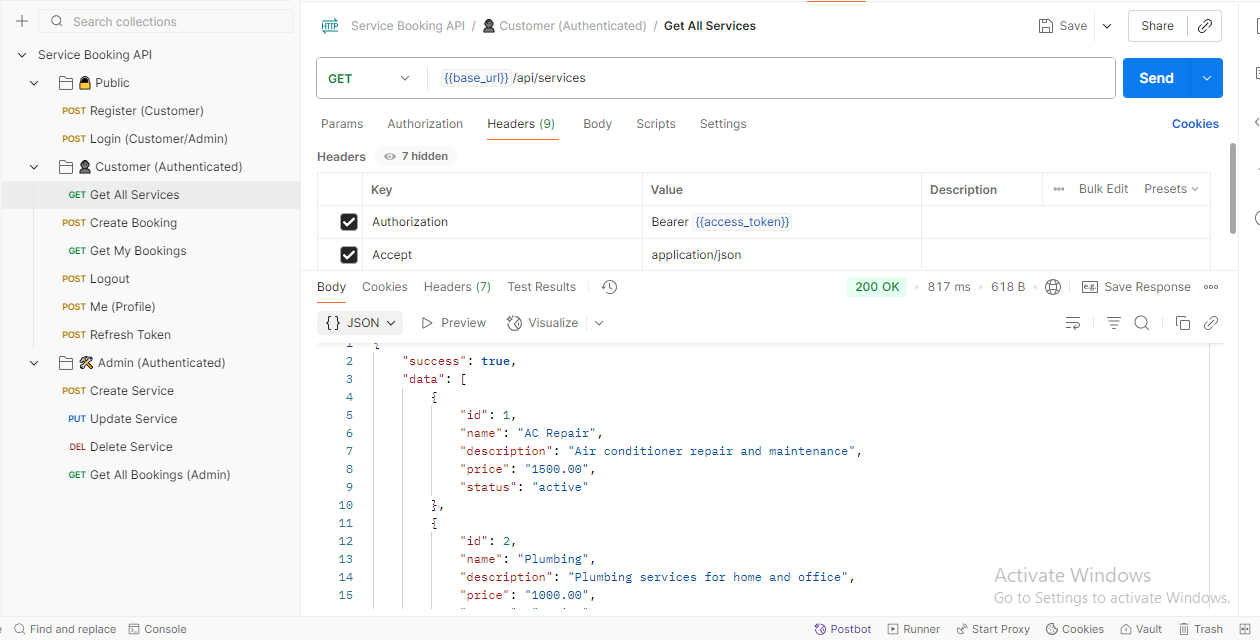 Search collections
Service Booking API / Customer (Authenticated) / Get All Services
Save
Share
Service Booking API
Public
POST Register (Customer)
POST Login (Customer/Admin)
Customer (Authenticated)
GET Get All Services
POST Create Booking
GET Get My Bookings
POST Logout
POST Me (Profile)
POST Refresh Token
Admin (Authenticated)
POST Create Service
PUT Update Service
DEL Delete Service
GET Get All Bookings (Admin)
HTTP
GET {{base_url}} /api/services
Send
Params Authorization Headers (9) Body Scripts Settings Cookies
Headers 7 hidden
Key Value Description Bulk Edit Presets
Authorization Bearer {{access_token}}
Accept application/json
Body Cookies Headers (7) Test Results 200 OK 817 ms 618 B e.g. Save Response
{} JSON Preview Visualize
1 {
2 "success": true,
3 "data": [
4 {
5 "id": 1,
6 "name": "AC Repair",
7 "description": "Air conditioner repair and maintenance",
8 "price": "1500.00",
9 "status": "active"
10 },
11 {
12 "id": 2,
13 "name": "Plumbing",
14 "description": "Plumbing services for home and office",
15 "price": "1000.00",
Activate Windows
Go to Settings to activate Windows.
Find and replace Console Postbot Runner Start Proxy Cookies Vault Trash